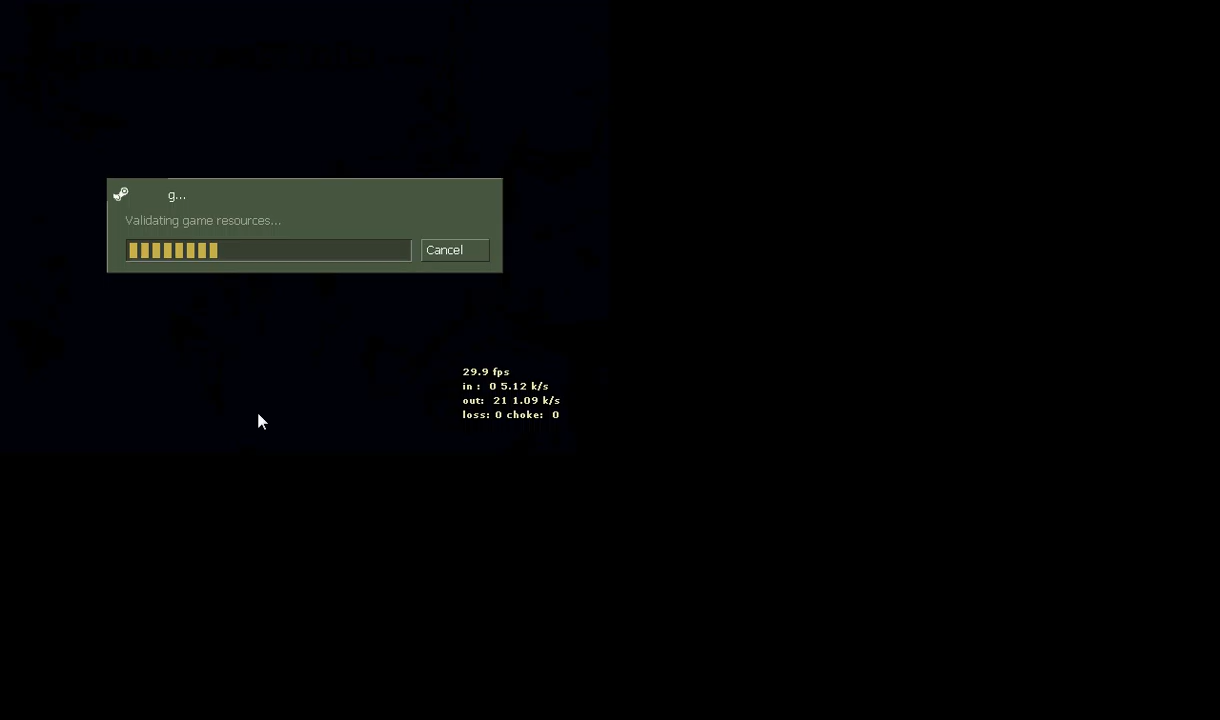 g...
Validating game resources...
Cancel
29.9 fps
in :  0 5.12 k/s
out:  21 1.09 k/s
loss: 0 choke:  0